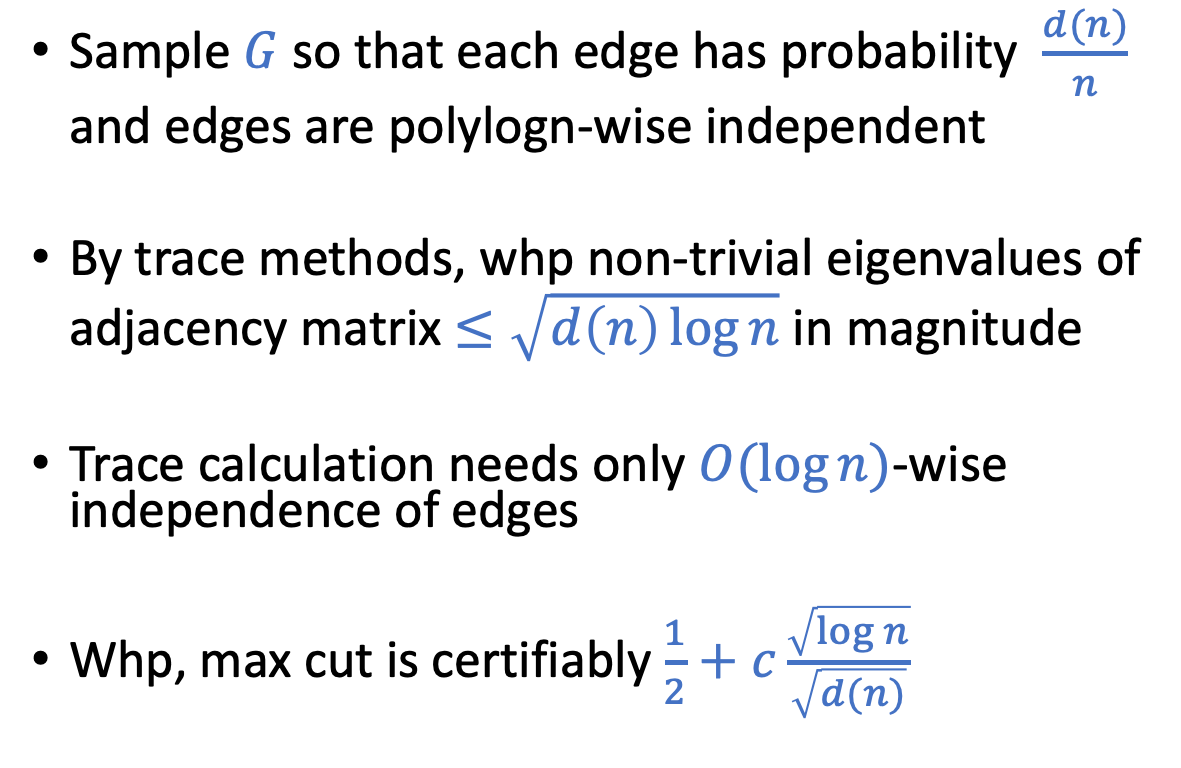 • Sample G so that each edge has probability d(n)/n
and edges are polylogn-wise independent
• By trace methods, whp non-trivial eigenvalues of
adjacency matrix ≤ √(d(n) log n) in magnitude
• Trace calculation needs only O(log n)-wise
independence of edges
• Whp, max cut is certifiably 1/2 + c √(log n)/√(d(n))